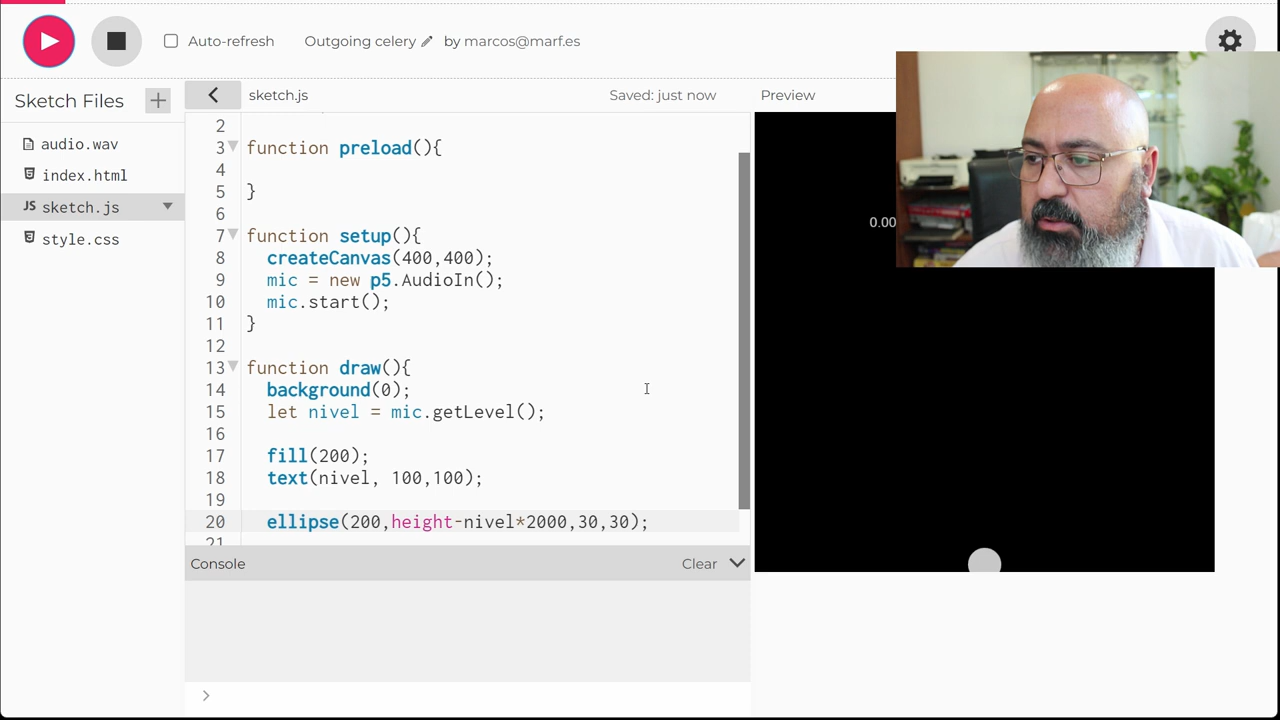 Auto-refresh
Outgoing celery
by marcos@marf.es
Sketch Files
sketch.js
Saved: just now
Preview
audio.wav
index.html
JS sketch.js
style.css
2
3 function preload(){
4
5 }
6
7 function setup(){
8 createCanvas(400,400);
9 mic = new p5.AudioIn();
10 mic.start();
11 }
12
13 function draw(){
14 background(0);
15 let nivel = mic.getLevel();
16
17 fill(200);
18 text(nivel, 100,100);
19
20 ellipse(200,height-nivel*2000,30,30);
21
0.00
Console
Clear
>